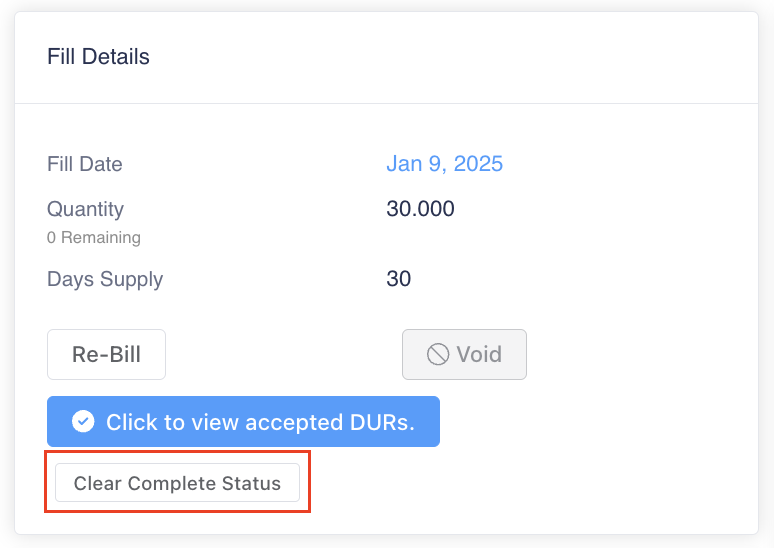 Fill Details
Fill Date Jan 9, 2025
Quantity 30.000
0 Remaining
Days Supply 30
Re-Bill Void
Click to view accepted DURs.
Clear Complete Status